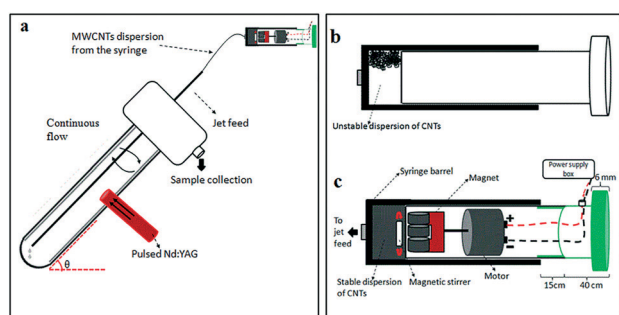 a
MWCNTs dispersion
from the syringe
Jet feed
Continuous
flow
Sample collection
Pulsed Nd:YAG
θ
b
Unstable dispersion of CNTs
c
Syringe barrel
Magnet
Power supply
box
6 mm
To
jet
feed
+
−
Stable dispersion
of CNTs
Magnetic stirrer
Motor
15cm
40 cm